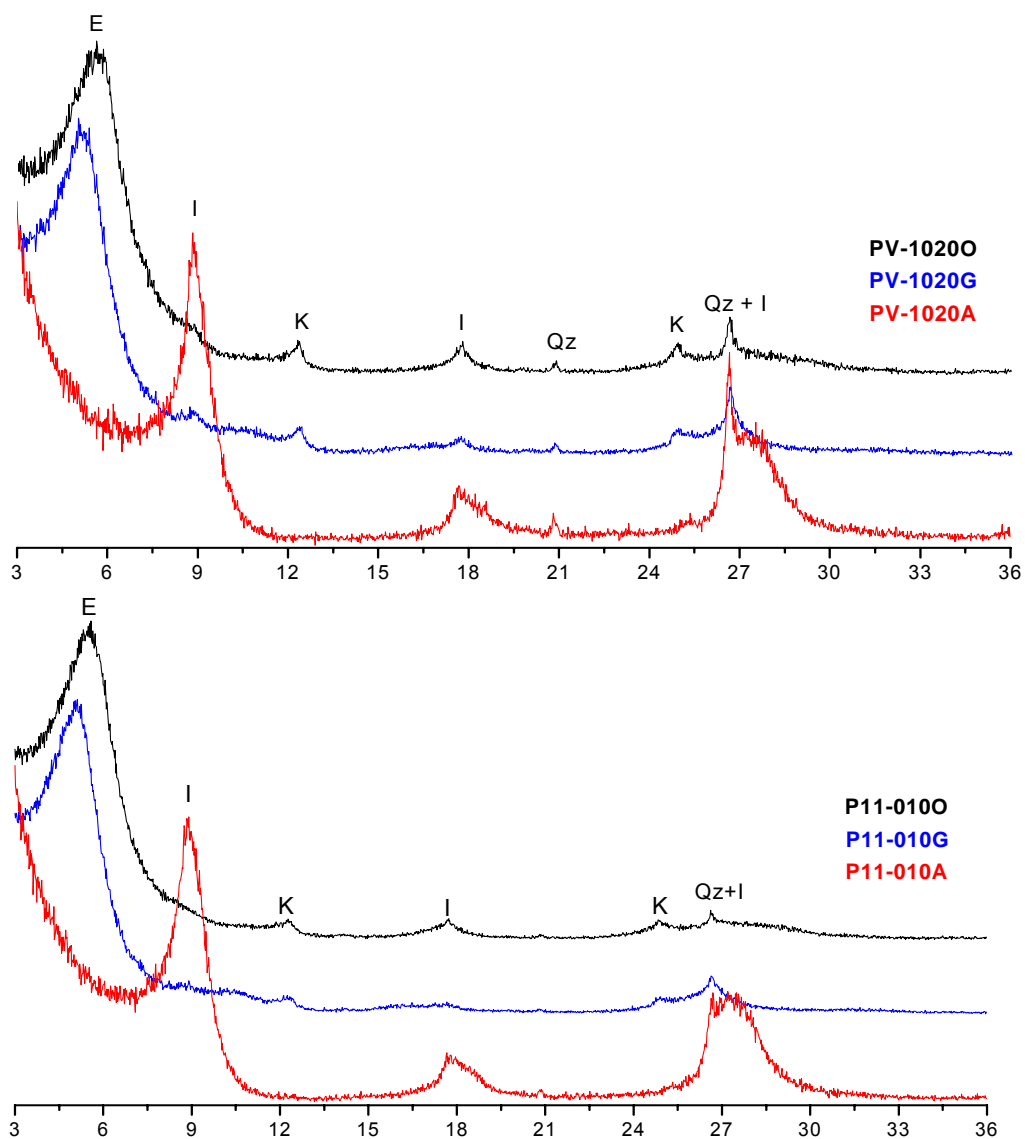 E
I
K
I
Qz
K
Qz + I
PV-1020O
PV-1020G
PV-1020A
3 6 9 12 15 18 21 24 27 30 33 36
E
I
K
I
K
Qz+I
P11-010O
P11-010G
P11-010A
3 6 9 12 15 18 21 24 27 30 33 36